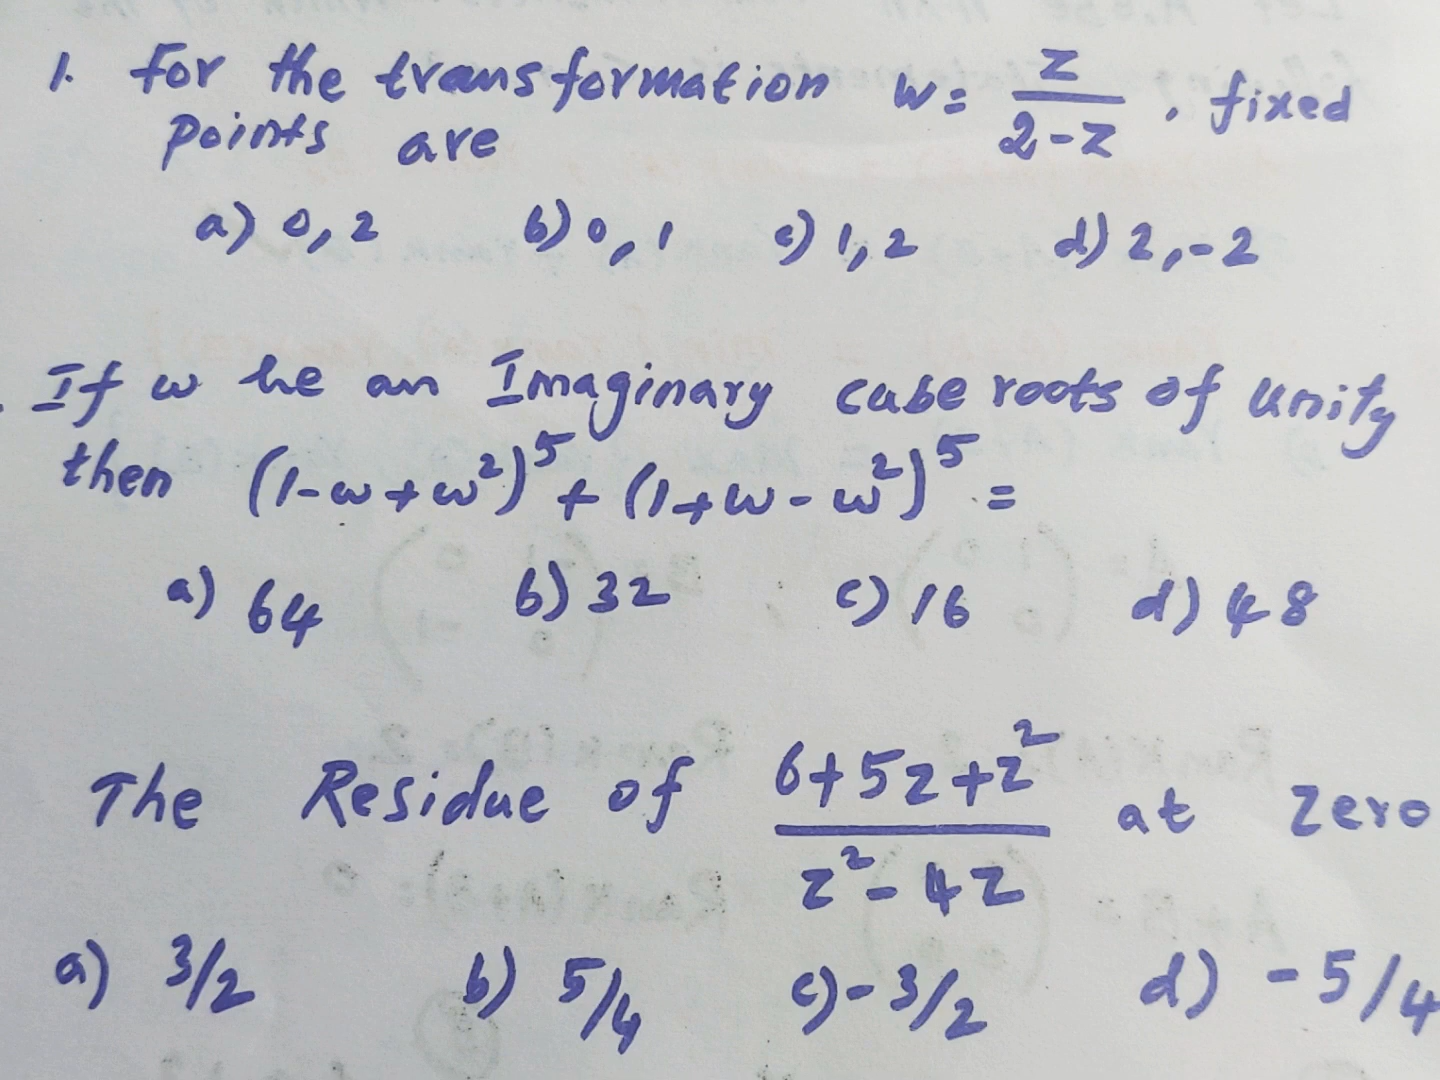 1. For the transformation w = z/(2-z), fixed
points are
a) 0, 2 b) 0, 1 c) 1, 2 d) 2, -2
If ω be an Imaginary cube roots of unity
then (1-ω+ω²)⁵ + (1+ω-ω²)⁵ =
a) 64 b) 32 c) 16 d) 48
The Residue of (6+5z+z²)/(z²-4z) at zero
a) 3/2 b) 5/4 c) -3/2 d) -5/4